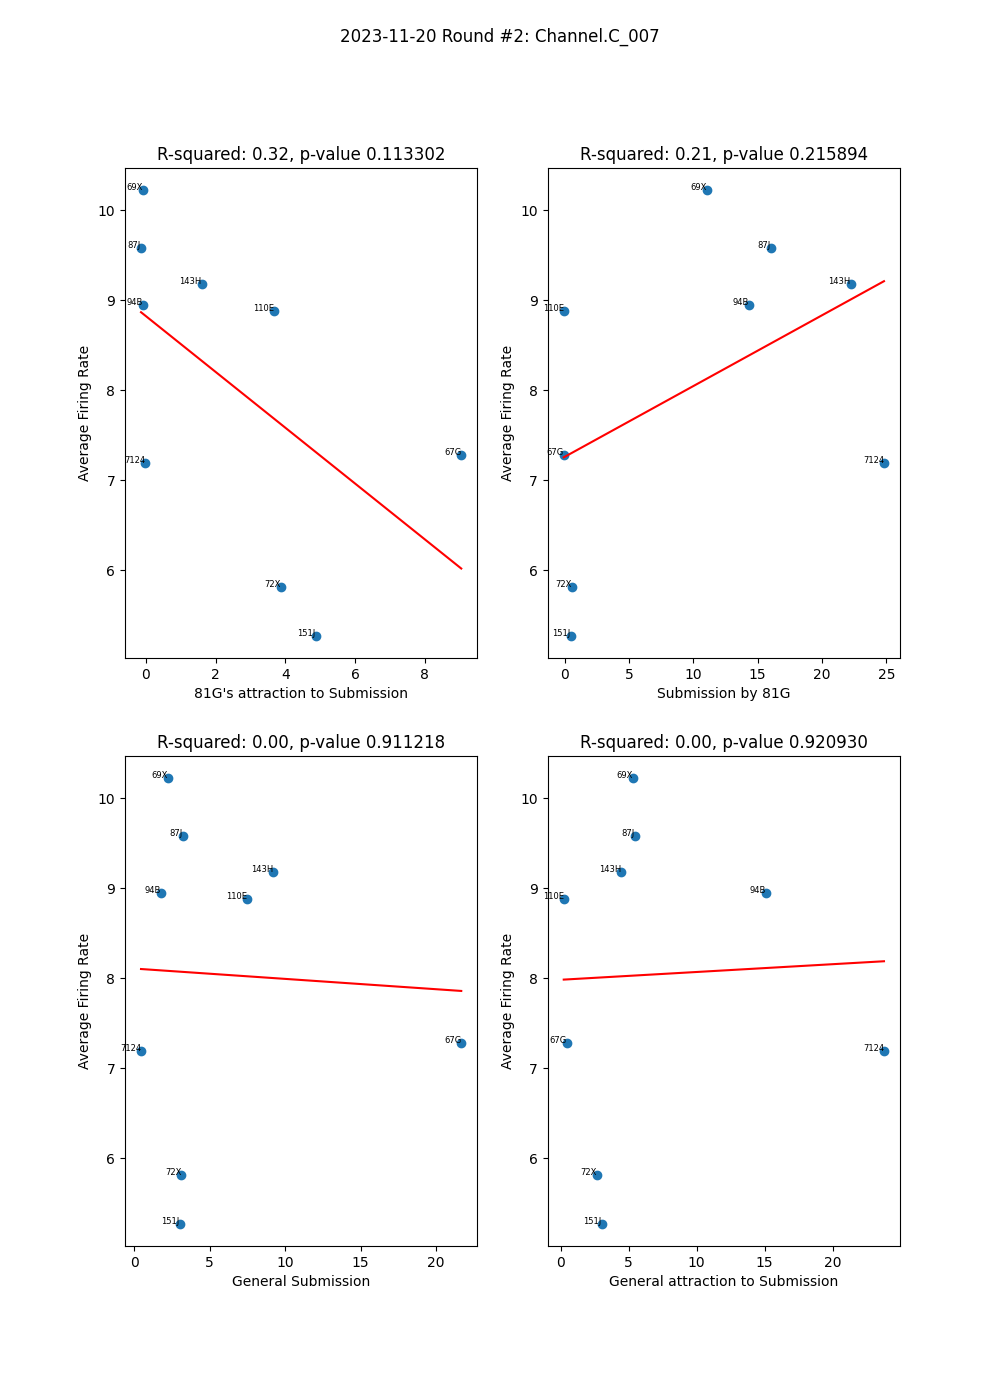 2023-11-20 Round #2: Channel.C_007
R-squared: 0.32, p-value 0.113302
10
9
8
7
6
Average Firing Rate
69X
87J
143H
94B
110E
7124
67G
72X
151J
0 2 4 6 8
81G's attraction to Submission
R-squared: 0.21, p-value 0.215894
10
9
8
7
6
Average Firing Rate
69X
87J
143H
94B
110E
67G
7124
72X
151J
0 5 10 15 20 25
Submission by 81G
R-squared: 0.00, p-value 0.911218
10
9
8
7
6
Average Firing Rate
69X
87J
143H
94B
110E
67G
7124
72X
151J
0 5 10 15 20
General Submission
R-squared: 0.00, p-value 0.920930
10
9
8
7
6
Average Firing Rate
69X
87J
143H
94B
110E
67G
7124
72X
151J
0 5 10 15 20
General attraction to Submission